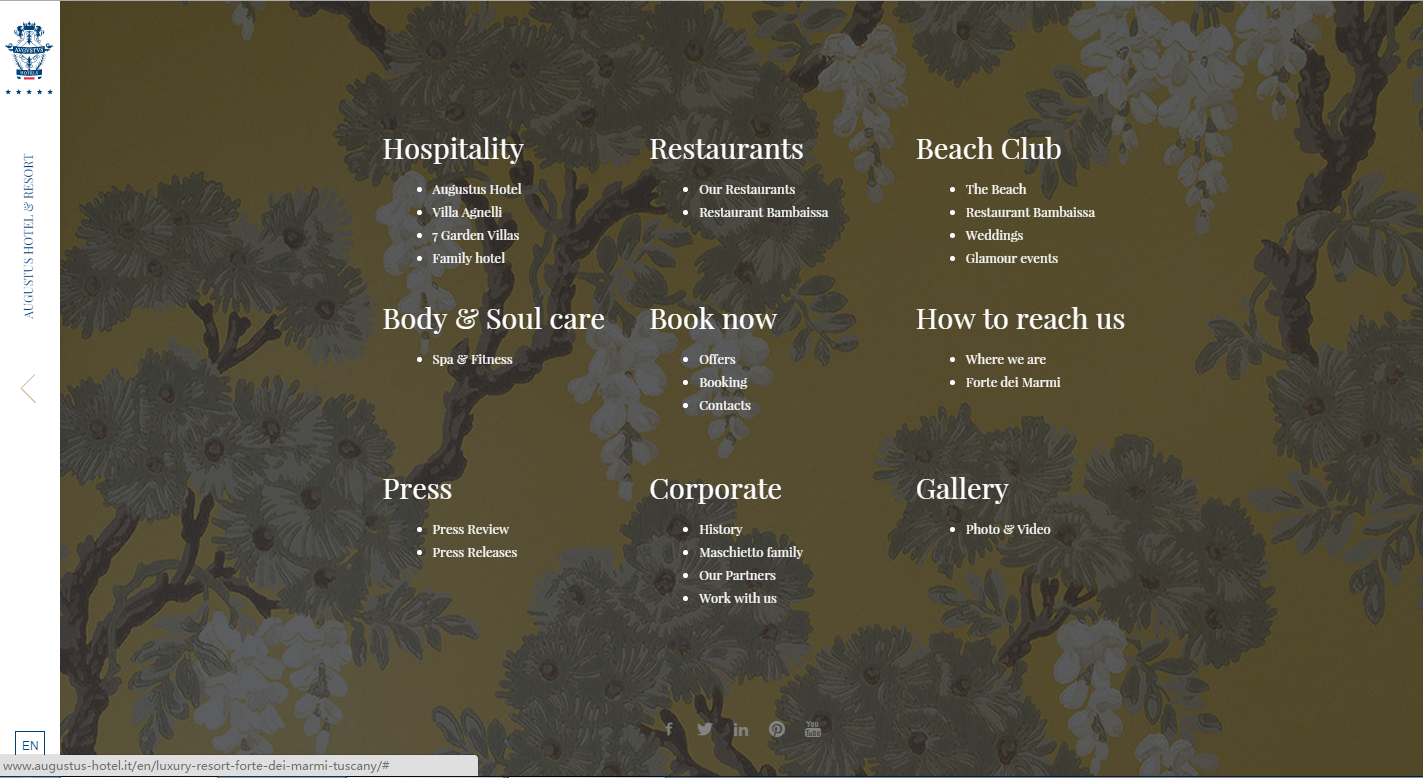 AUGUSTUS
HOTELS
AUGUSTUS HOTEL & RESORT
Hospitality
Augustus Hotel
Villa Agnelli
7 Garden Villas
Family hotel
Restaurants
Our Restaurants
Restaurant Bambaissa
Beach Club
The Beach
Restaurant Bambaissa
Weddings
Glamour events
Body & Soul care
Spa & Fitness
Book now
Offers
Booking
Contacts
How to reach us
Where we are
Forte dei Marmi
Press
Press Review
Press Releases
Corporate
History
Maschietto family
Our Partners
Work with us
Gallery
Photo & Video
You
Tube
EN
www.augustus-hotel.it/en/luxury-resort-forte-dei-marmi-tuscany/#